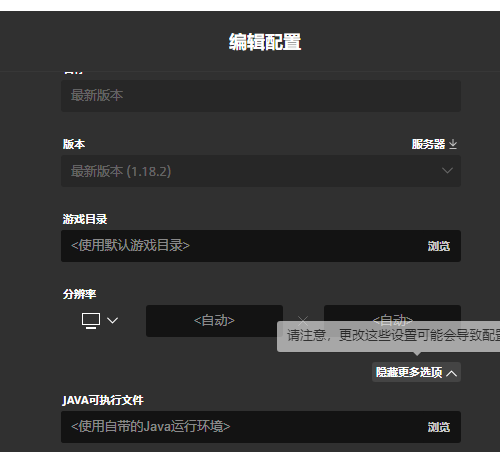 编辑配置
最新版本
版本 服务器
最新版本 (1.18.2)
游戏目录
<使用默认游戏目录> 浏览
分辨率
<自动> <自动>
请注意，更改这些设置可能会导致配置
隐藏更多选项
JAVA可执行文件
<使用自带的Java运行环境> 浏览